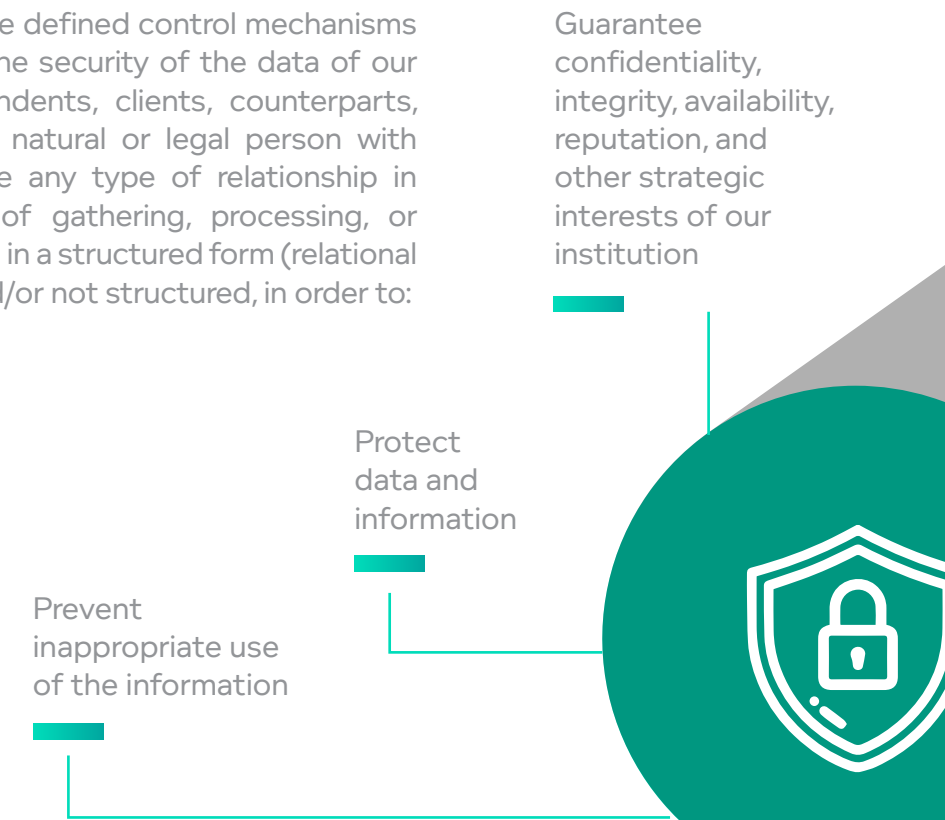 e defined control mechanisms
he security of the data of our
ndents, clients, counterparts,
natural or legal person with
e any type of relationship in
of gathering, processing, or
in a structured form (relational
d/or not structured, in order to:
Guarantee
confidentiality,
integrity, availability,
reputation, and
other strategic
interests of our
institution
Protect
data and
information
Prevent
inappropriate use
of the information